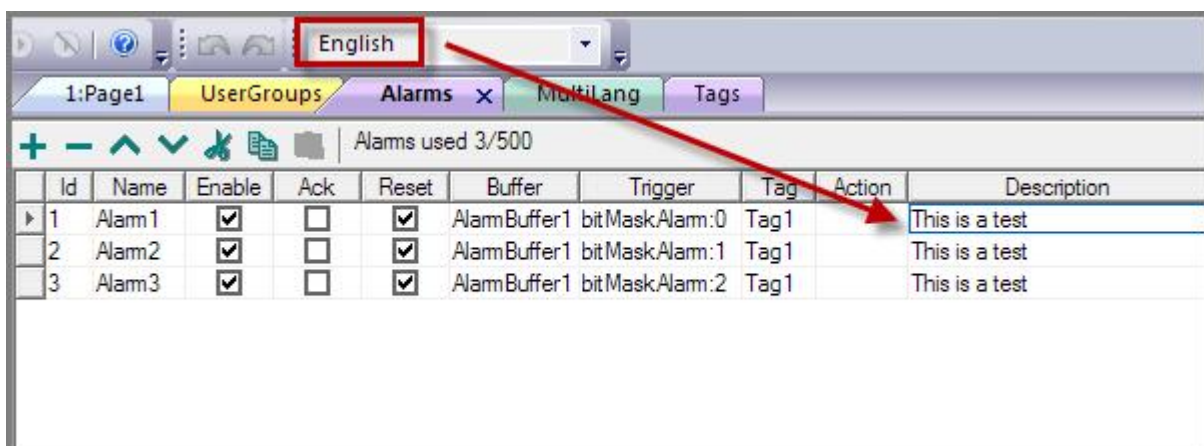 English
1:Page1 UserGroups Alarms x MultiLang Tags
Alarms used 3/500
Id Name Enable Ack Reset Buffer Trigger Tag Action Description
1 Alarm1 AlarmBuffer1 bitMaskAlarm:0 Tag1 This is a test
2 Alarm2 AlarmBuffer1 bitMaskAlarm:1 Tag1 This is a test
3 Alarm3 AlarmBuffer1 bitMaskAlarm:2 Tag1 This is a test